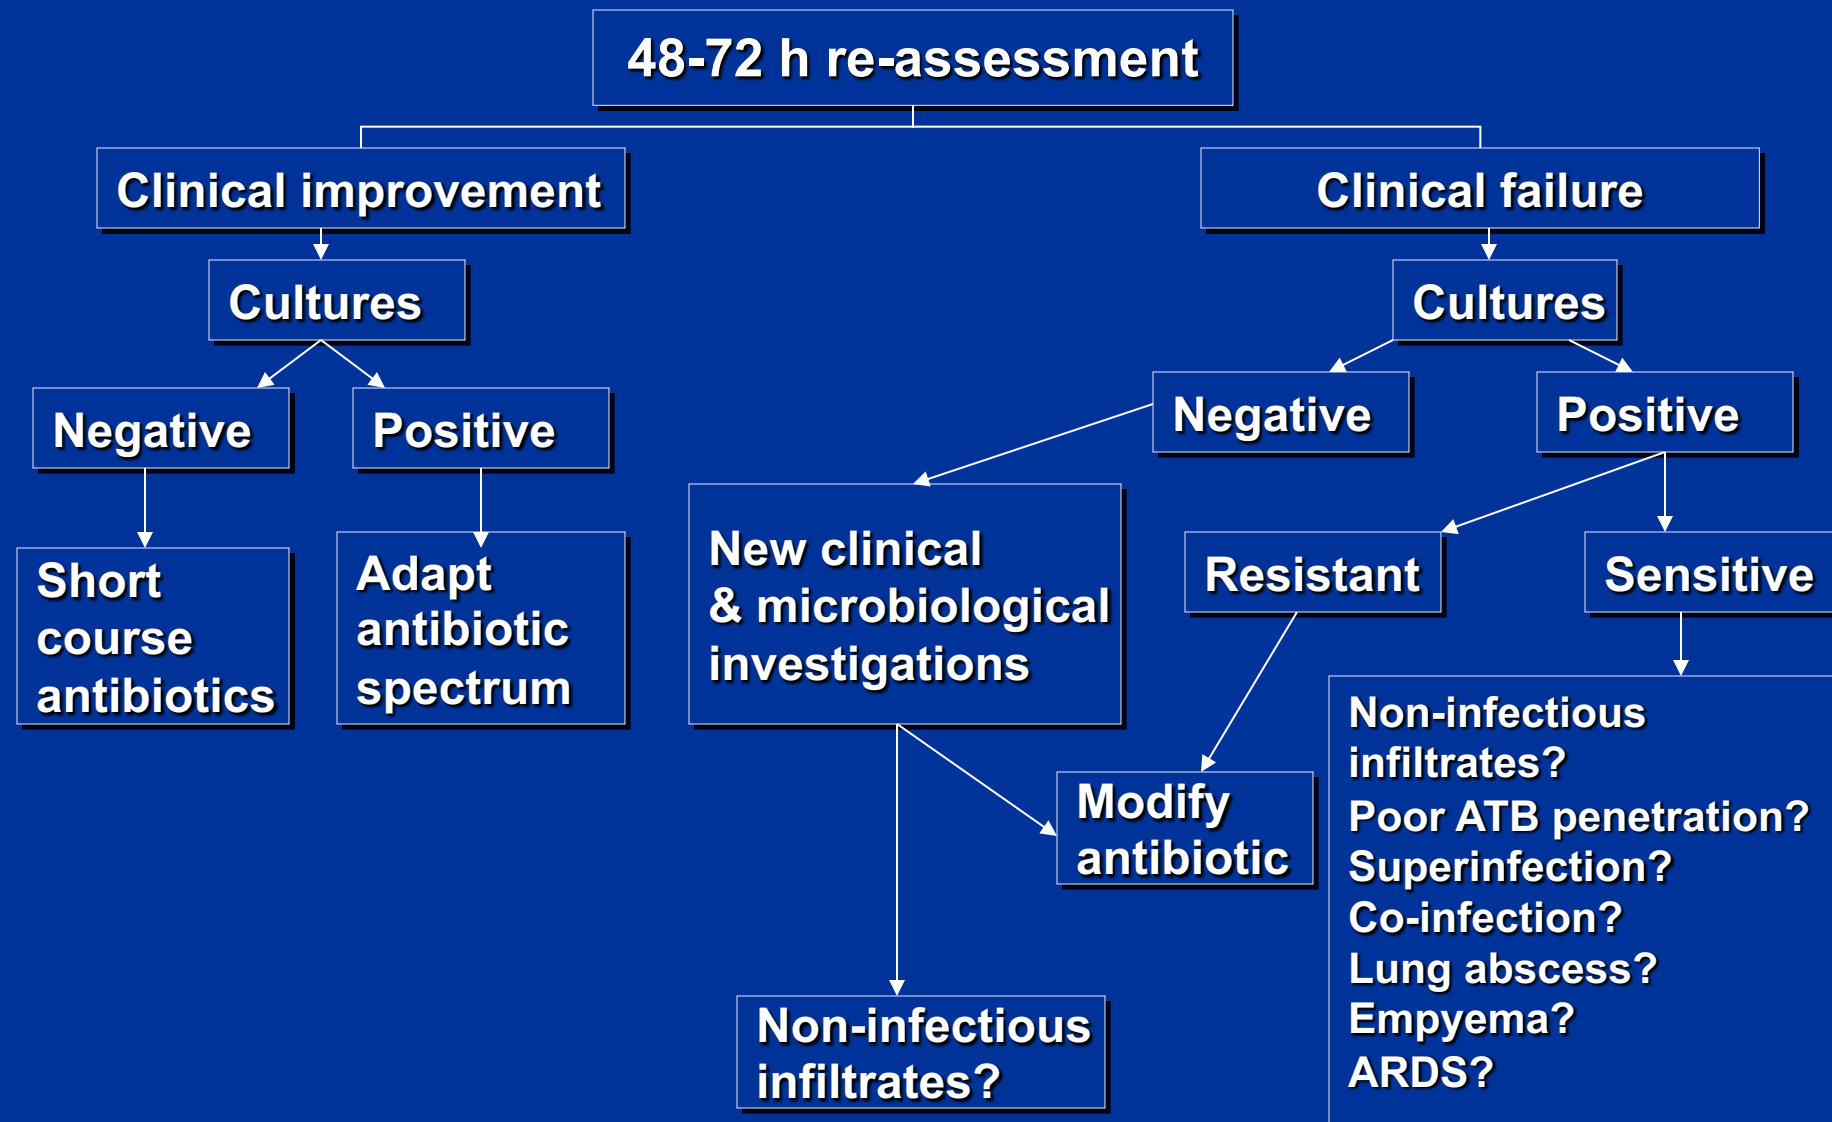 48-72 h re-assessment
Clinical improvement
Clinical failure
Cultures
Cultures
Negative
Positive
Negative
Positive
Short
course
antibiotics
Adapt
antibiotic
spectrum
New clinical
& microbiological
investigations
Resistant
Sensitive
Modify
antibiotic
Non-infectious
infiltrates?
Non-infectious
infiltrates?
Poor ATB penetration?
Superinfection?
Co-infection?
Lung abscess?
Empyema?
ARDS?